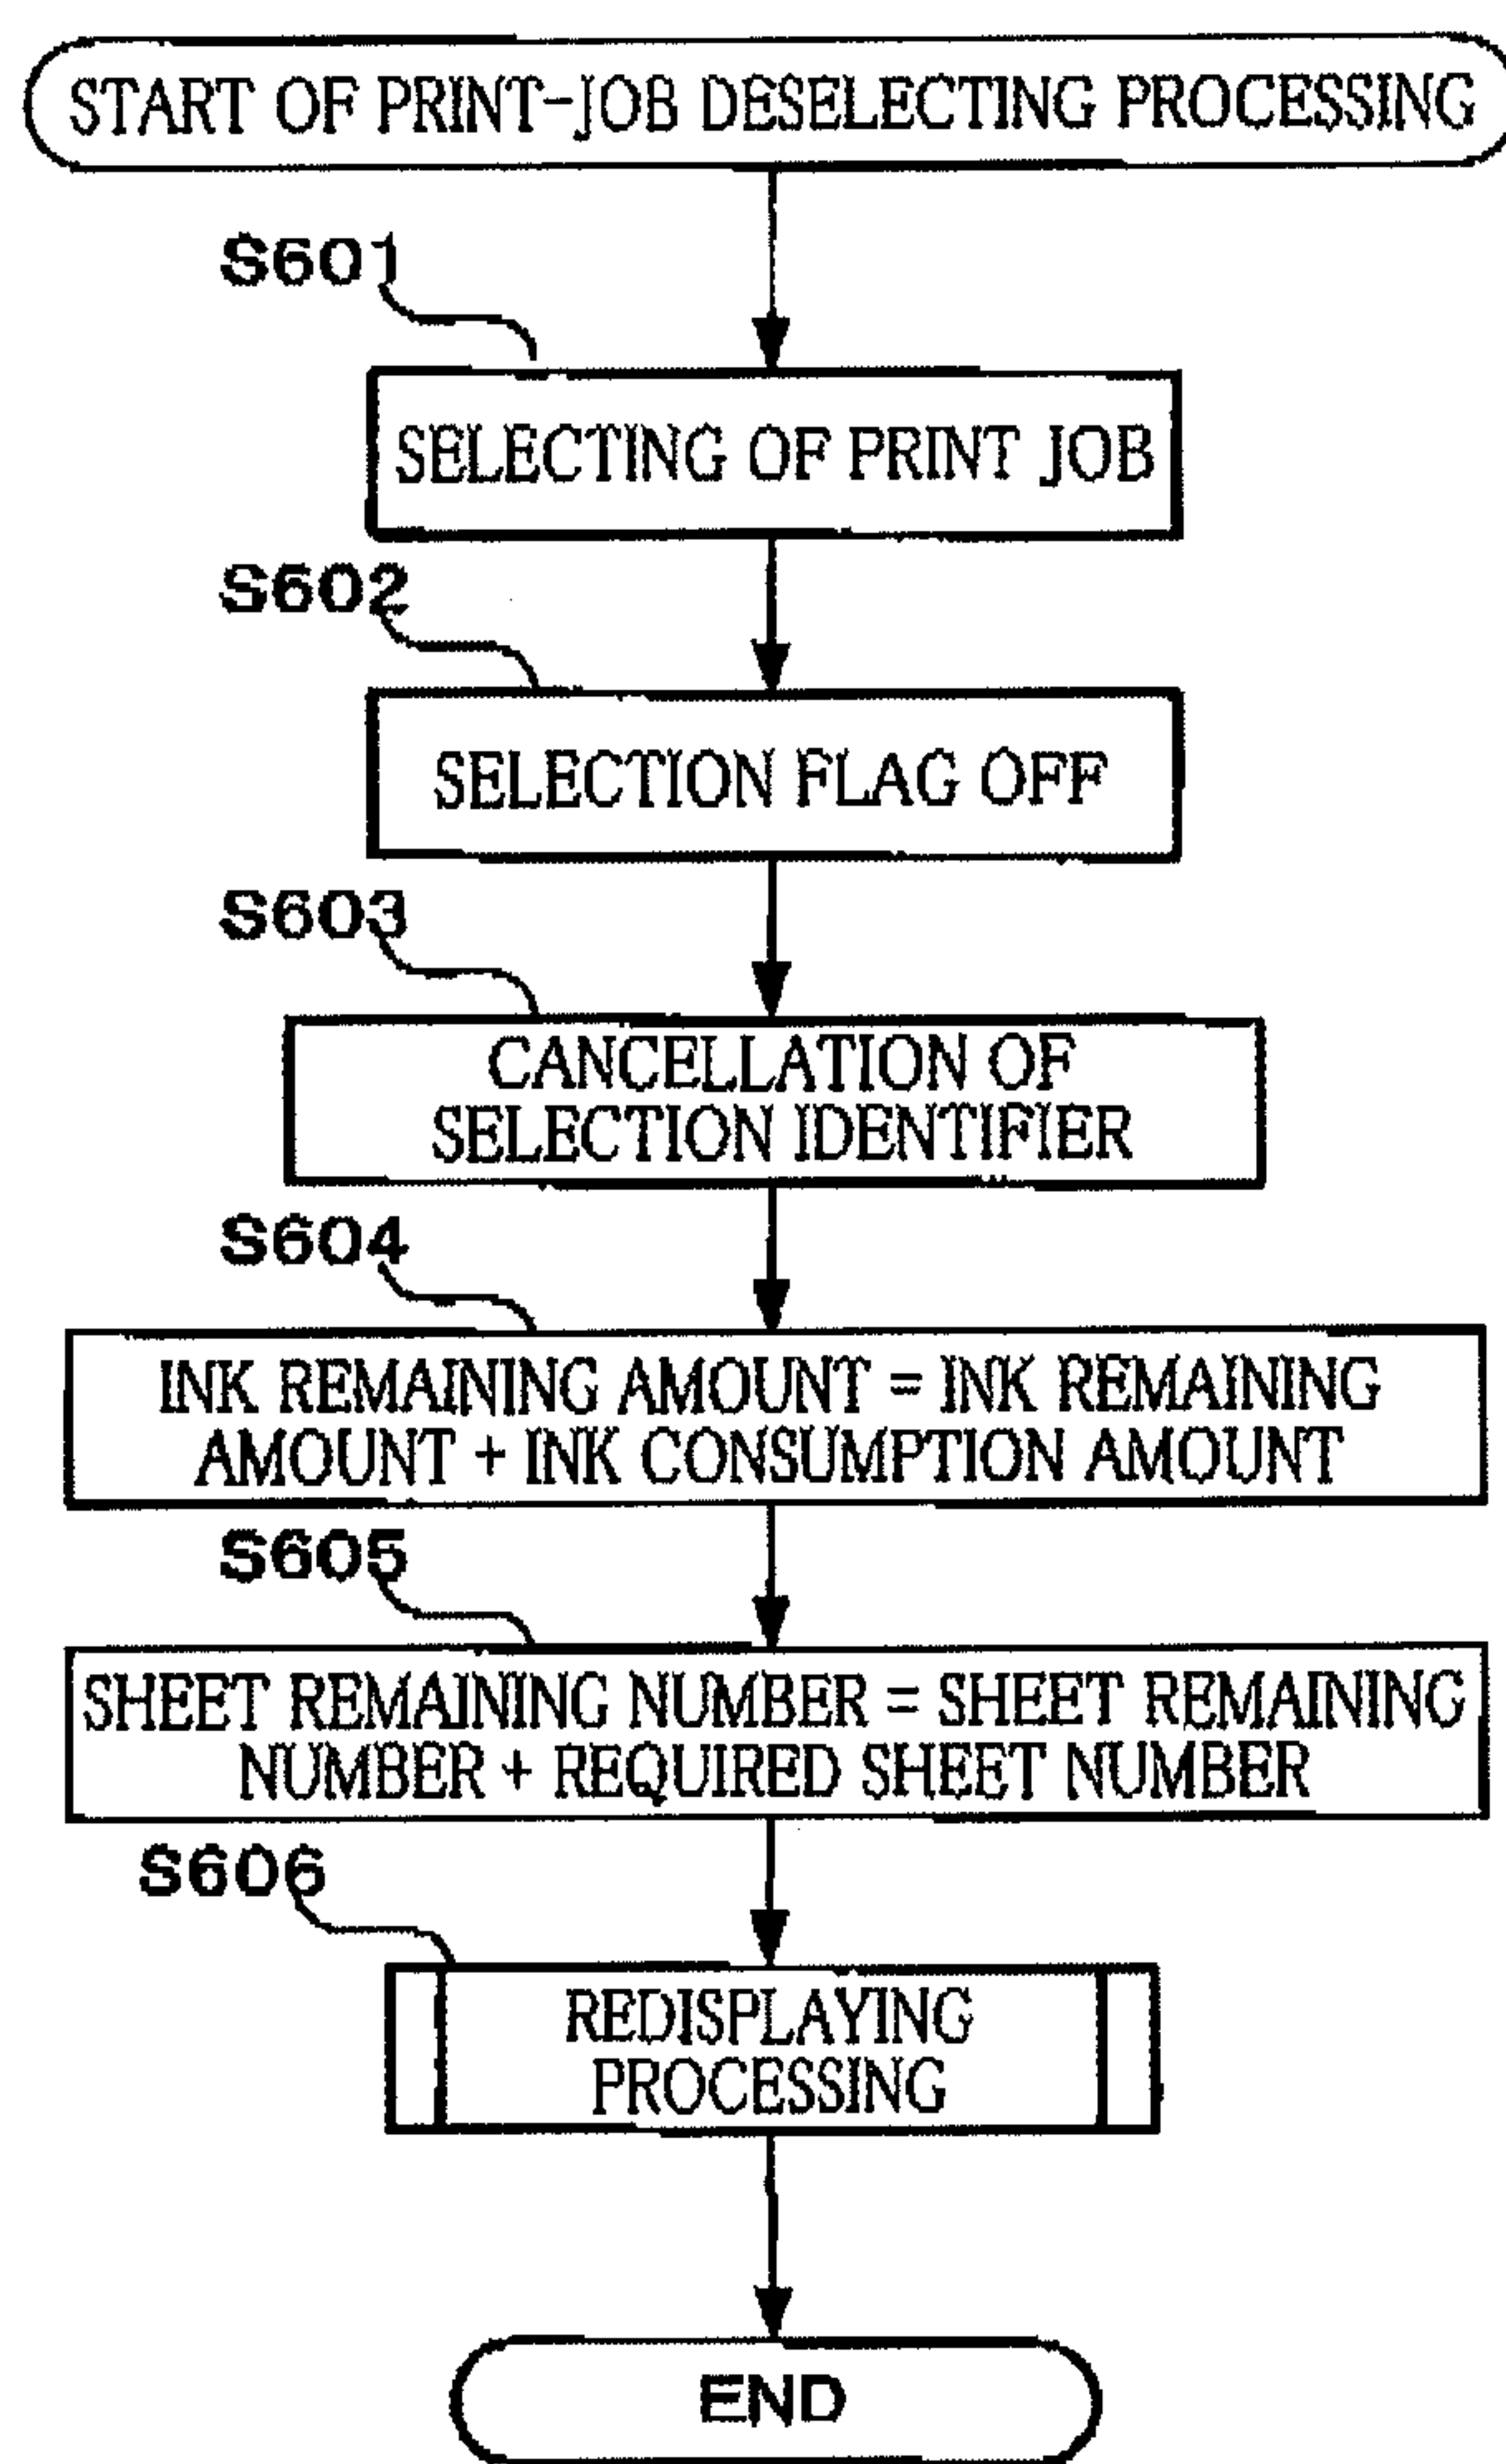 START OF PRINT-JOB DESELECTING PROCESSING
S601
SELECTING OF PRINT JOB
S602
SELECTION FLAG OFF
S603
CANCELLATION OF
SELECTION IDENTIFIER
S604
INK REMAINING AMOUNT = INK REMAINING
AMOUNT + INK CONSUMPTION AMOUNT
S605
SHEET REMAINING NUMBER = SHEET REMAINING
NUMBER + REQUIRED SHEET NUMBER
S606
REDISPLAYING
PROCESSING
END